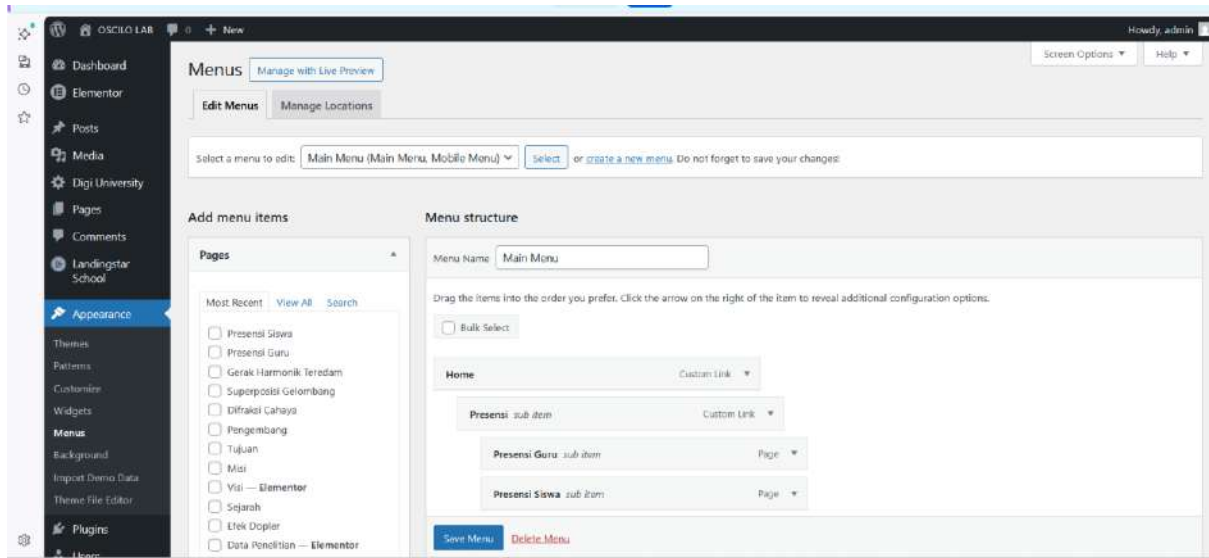 OSCILO LAB 0 + New Howdy, admin
Screen Options Help
Dashboard
Elementor
Posts
Media
Digi University
Pages
Comments
Landingstar
School
Appearance
Themes
Patterns
Customize
Widgets
Menus
Background
Import Demo Data
Theme File Editor
Plugins
Users
Menus Manage with Live Preview
Edit Menus Manage Locations
Select a menu to edit: Main Menu (Main Menu, Mobile Menu) Select or create a new menu. Do not forget to save your changes!
Add menu items
Pages
Most Recent View All Search
Presensi Siswa
Presensi Guru
Gerak Harmonik Teredam
Superposisi Gelombang
Difraksi Cahaya
Pengembang
Tujuan
Misi
Visi — Elementor
Sejarah
Efek Dopler
Data Penelitian — Elementor
Menu structure
Menu Name Main Menu
Drag the items into the order you prefer. Click the arrow on the right of the item to reveal additional configuration options.
Bulk Select
Home Custom Link
Presensi sub item Custom Link
Presensi Guru sub item Page
Presensi Siswa sub item Page
Save Menu Delete Menu